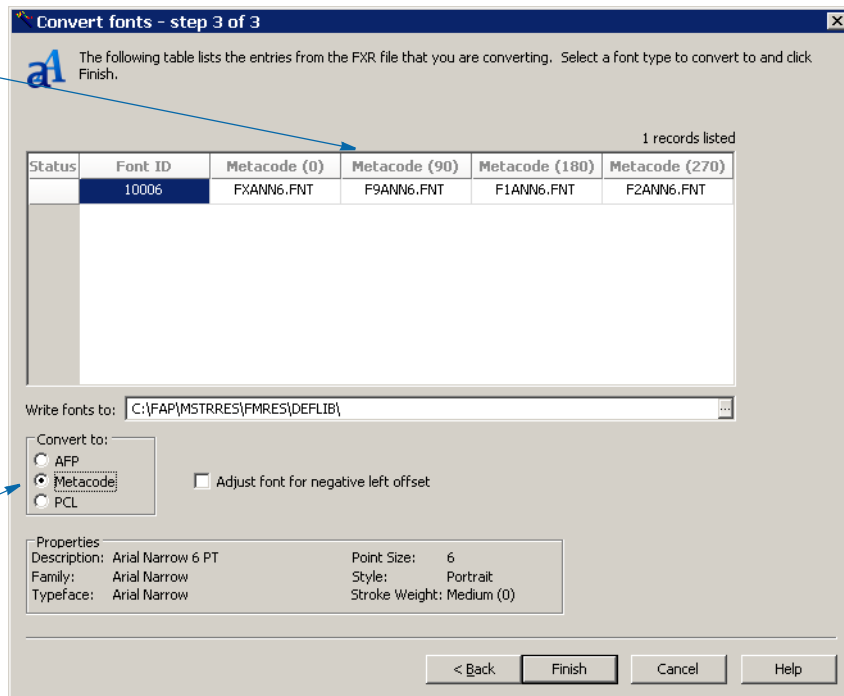 Convert fonts - step 3 of 3
The following table lists the entries from the FXR file that you are converting. Select a font type to convert to and click
Finish.
1 records listed
Status Font ID Metacode (0) Metacode (90) Metacode (180) Metacode (270)
10006 FXANN6.FNT F9ANN6.FNT F1ANN6.FNT F2ANN6.FNT
Write fonts to: C:\FAP\MSTRRES\FMRES\DEFLIB\ ...
Convert to:
AFP
Metacode Adjust font for negative left offset
PCL
Properties
Description: Arial Narrow 6 PT Point Size: 6
Family: Arial Narrow Style: Portrait
Typeface: Arial Narrow Stroke Weight: Medium (0)
< Back Finish Cancel Help